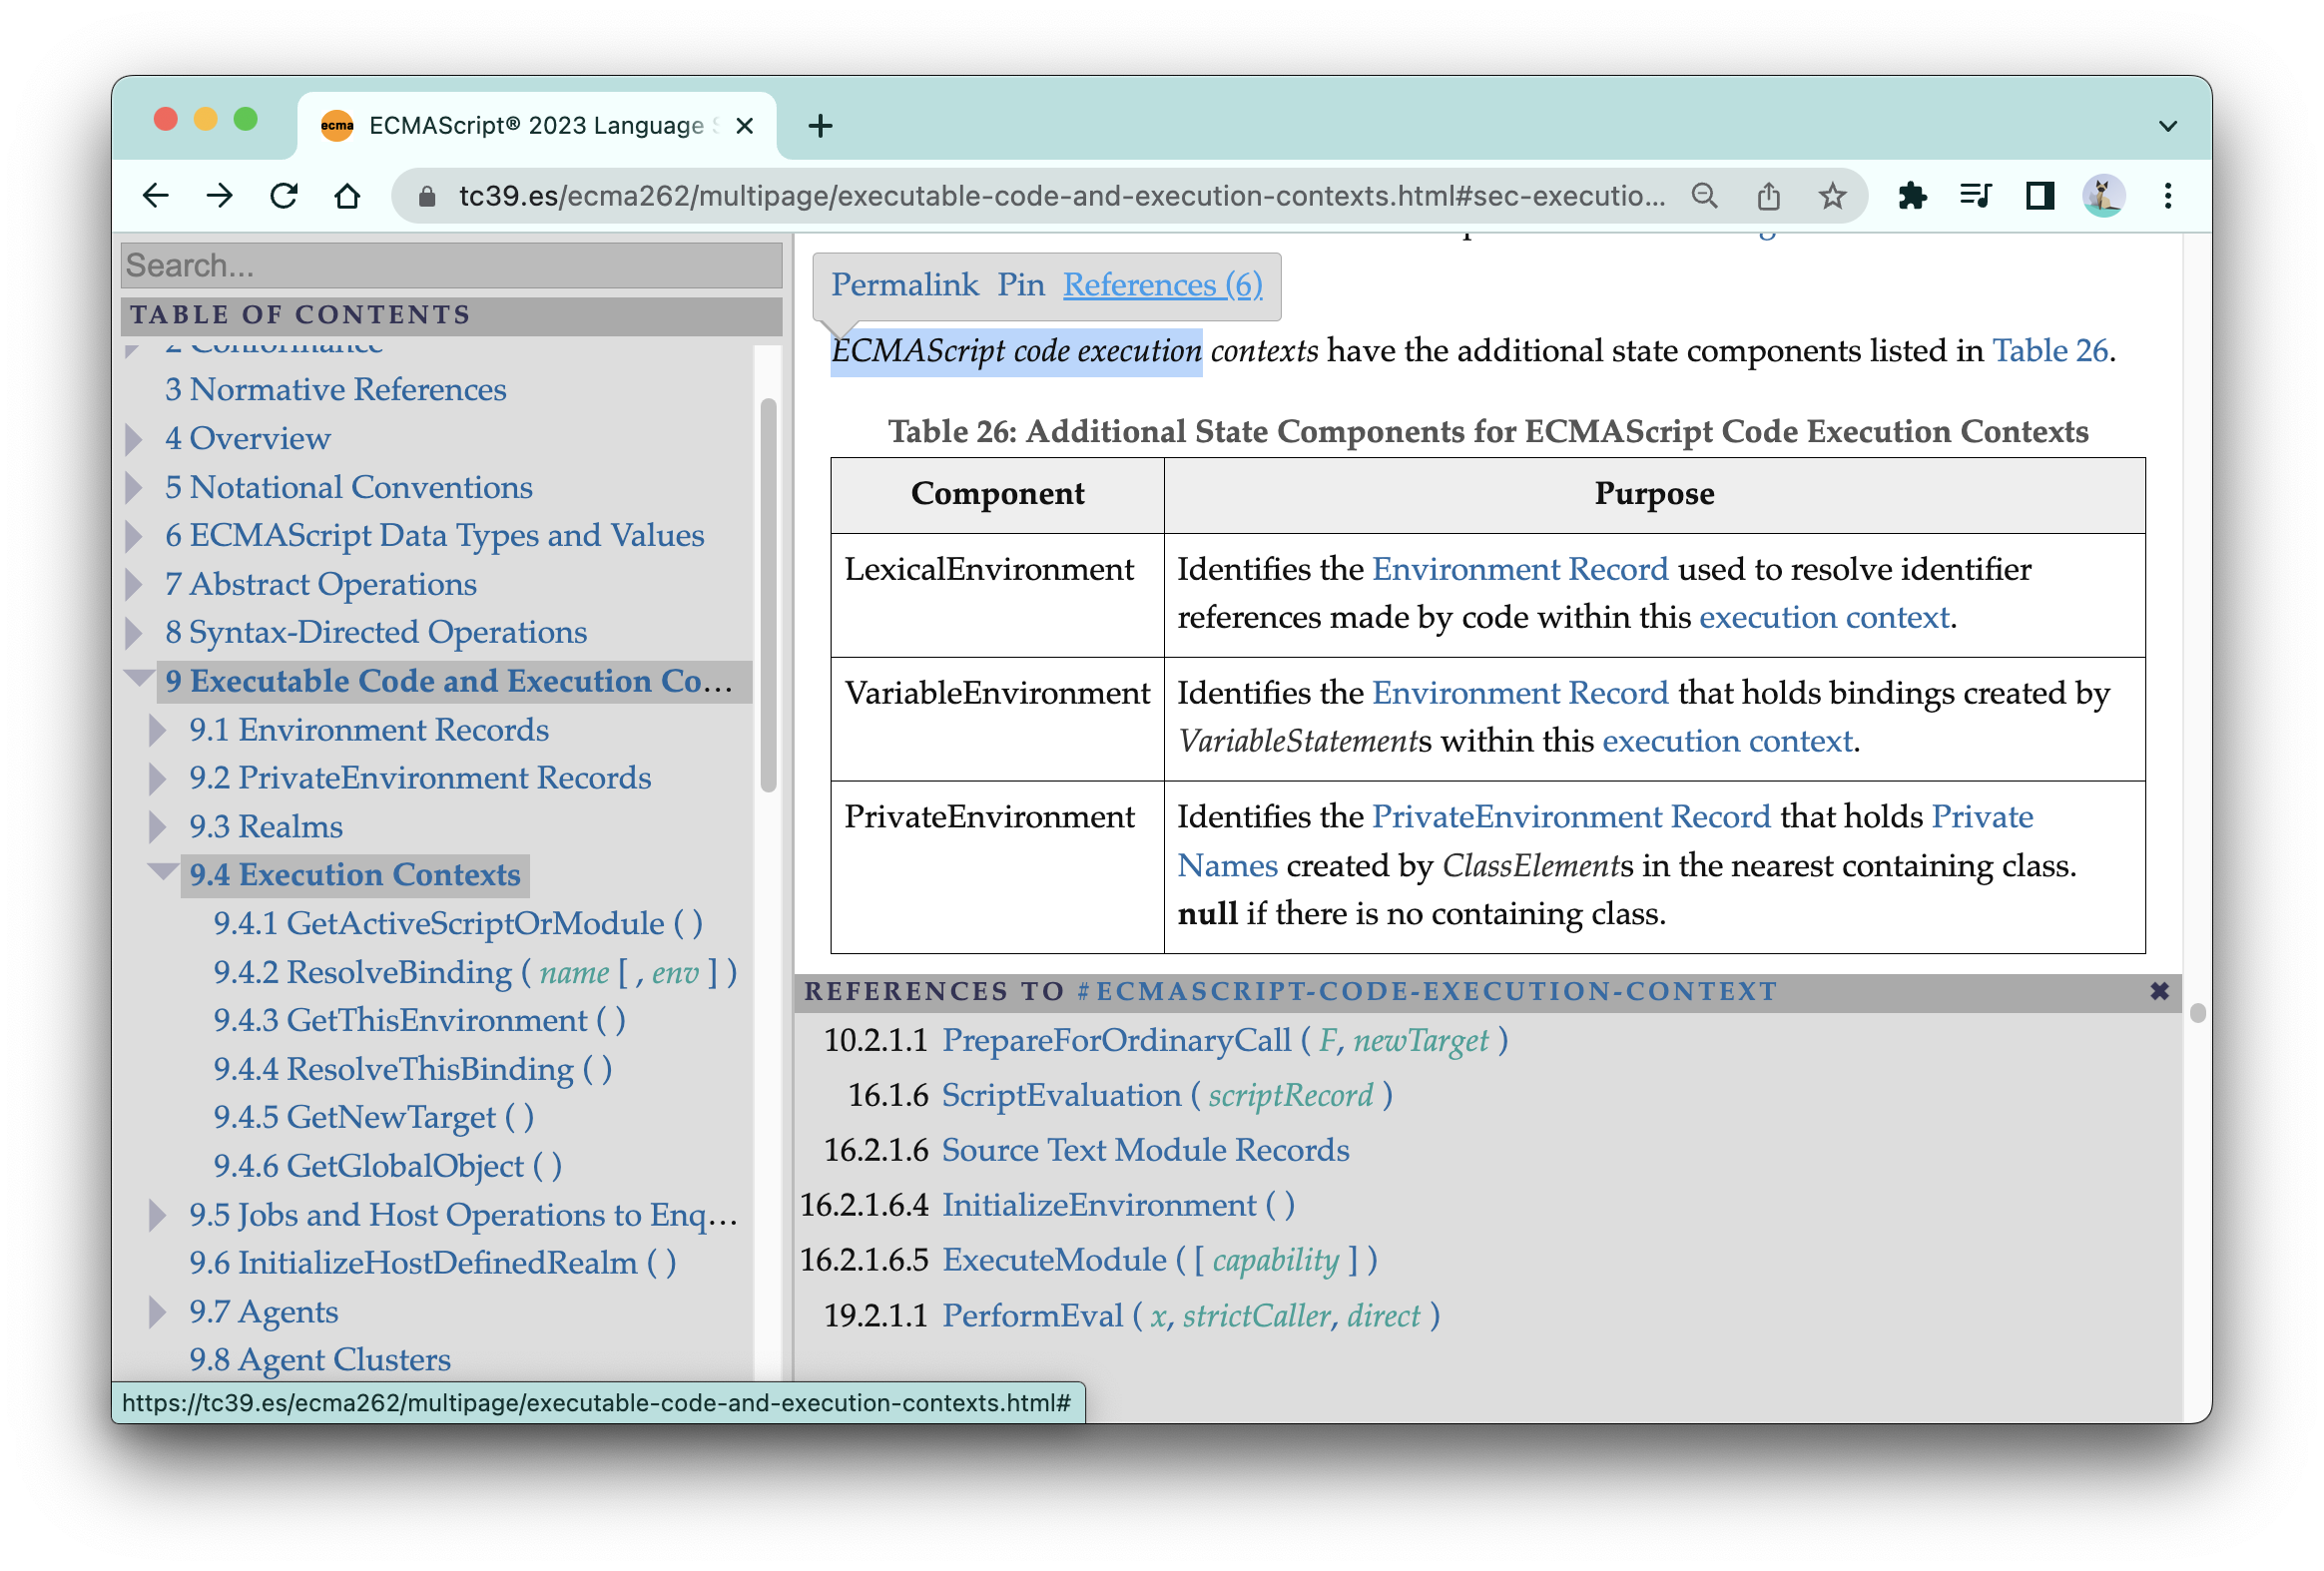 ecma ECMAScript® 2023 Language
tc39.es/ecma262/multipage/executable-code-and-execution-contexts.html#sec-executio...
Search...
TABLE OF CONTENTS
2 Conformance
3 Normative References
4 Overview
5 Notational Conventions
6 ECMAScript Data Types and Values
7 Abstract Operations
8 Syntax-Directed Operations
9 Executable Code and Execution Co...
9.1 Environment Records
9.2 PrivateEnvironment Records
9.3 Realms
9.4 Execution Contexts
9.4.1 GetActiveScriptOrModule ( )
9.4.2 ResolveBinding ( name [ , env ] )
9.4.3 GetThisEnvironment ( )
9.4.4 ResolveThisBinding ( )
9.4.5 GetNewTarget ( )
9.4.6 GetGlobalObject ( )
9.5 Jobs and Host Operations to Enq...
9.6 InitializeHostDefinedRealm ( )
9.7 Agents
9.8 Agent Clusters
https://tc39.es/ecma262/multipage/executable-code-and-execution-contexts.html#
Permalink Pin References (6)
ECMAScript code execution contexts have the additional state components listed in Table 26.
Table 26: Additional State Components for ECMAScript Code Execution Contexts
Component Purpose
LexicalEnvironment Identifies the Environment Record used to resolve identifier
references made by code within this execution context.
VariableEnvironment Identifies the Environment Record that holds bindings created by
VariableStatements within this execution context.
PrivateEnvironment Identifies the PrivateEnvironment Record that holds Private
Names created by ClassElements in the nearest containing class.
null if there is no containing class.
REFERENCES TO #ECMASCRIPT-CODE-EXECUTION-CONTEXT
10.2.1.1 PrepareForOrdinaryCall ( F, newTarget )
16.1.6 ScriptEvaluation ( scriptRecord )
16.2.1.6 Source Text Module Records
16.2.1.6.4 InitializeEnvironment ( )
16.2.1.6.5 ExecuteModule ( [ capability ] )
19.2.1.1 PerformEval ( x, strictCaller, direct )